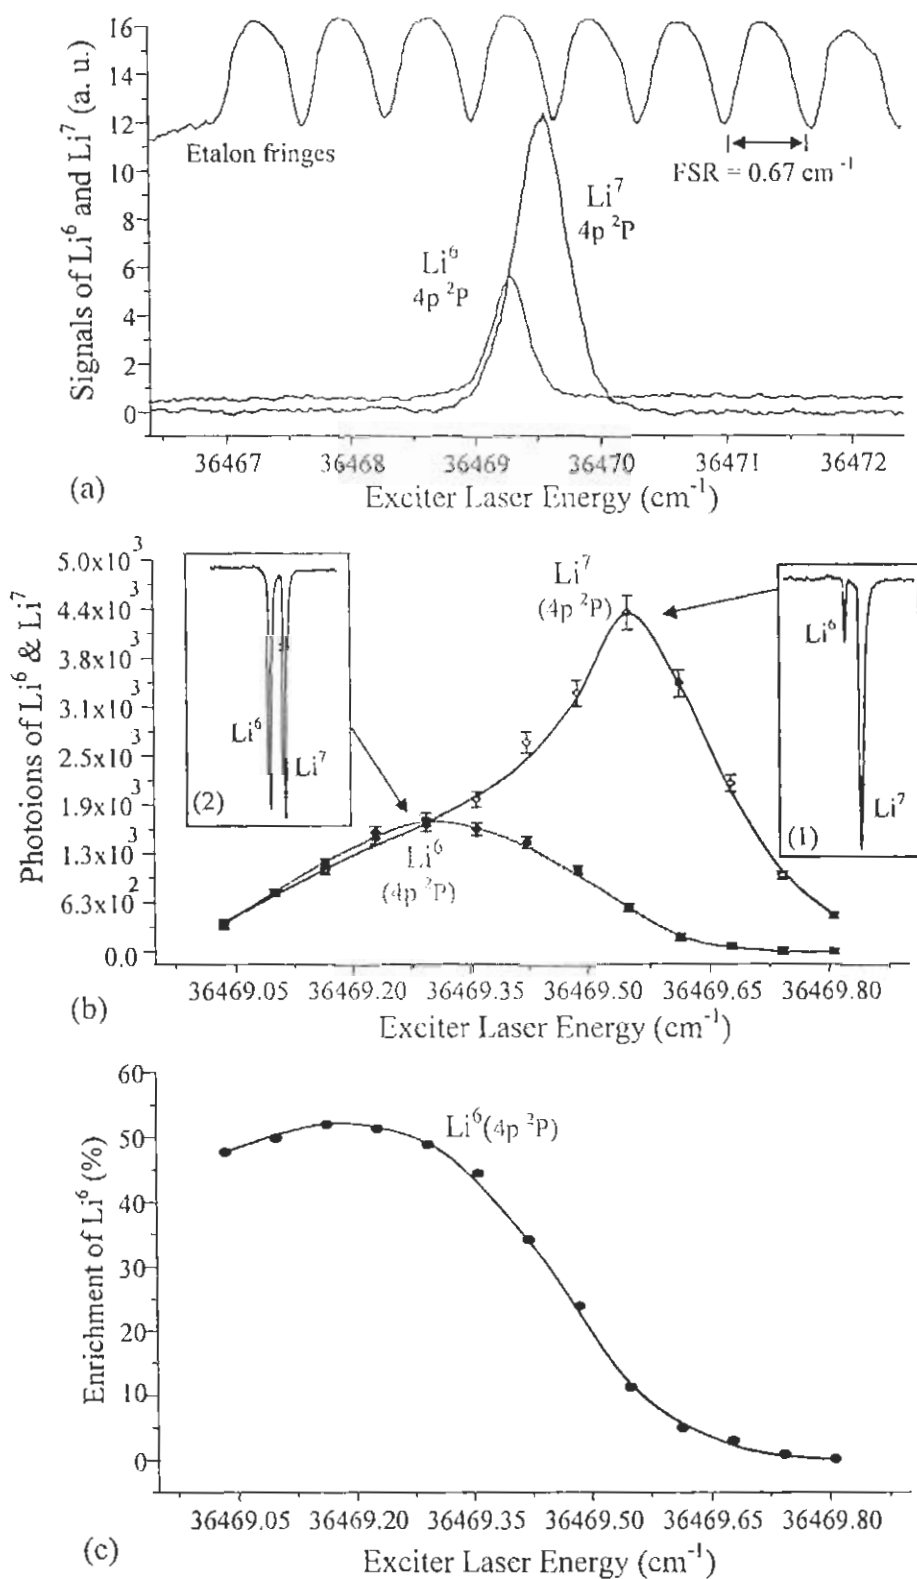 16
14
12
10
8
6
4
2
0
Signals of Li⁶ and Li⁷ (a. u.)
Etalon fringes
FSR = 0.67 cm⁻¹
Li⁷
4p ²P
Li⁶
4p ²P
36467 36468 36469 36470 36471 36472
(a)
Exciter Laser Energy (cm⁻¹)
5.0x10³
4.4x10³
3.8x10³
3.1x10³
2.5x10³
1.9x10³
1.3x10³
6.3x10²
0.0
Photoions of Li⁶ & Li⁷
Li⁶
Li⁷
(2)
Li⁷
(4p ²P)
Li⁶
(4p ²P)
Li⁶
(1)
Li⁷
36469.05 36469.20 36469.35 36469.50 36469.65 36469.80
(b)
Exciter Laser Energy (cm⁻¹)
60
50
40
30
20
10
0
Enrichment of Li⁶ (%)
Li⁶(4p ²P)
36469.05 36469.20 36469.35 36469.50 36469.65 36469.80
(c)
Exciter Laser Energy (cm⁻¹)